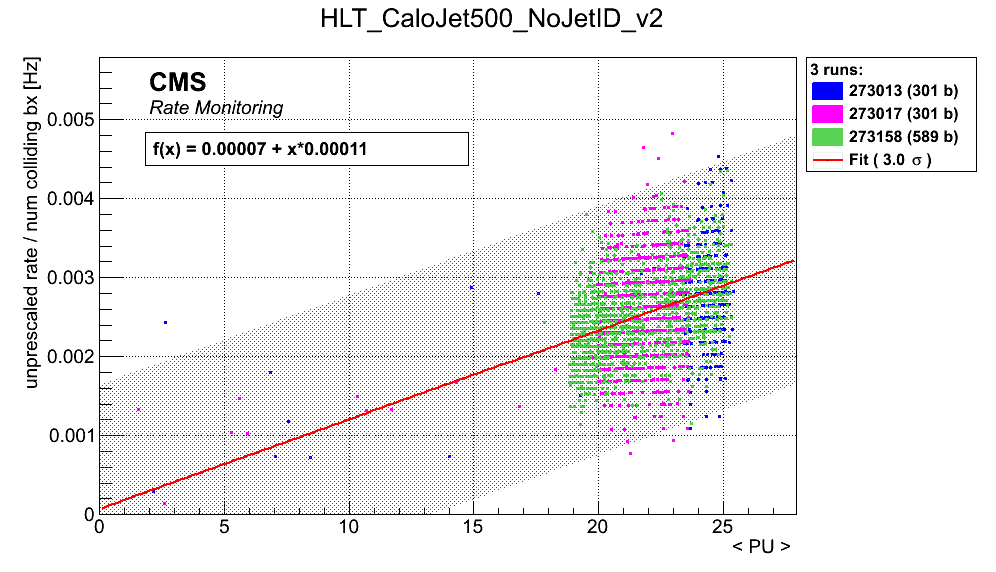 HLT_CaloJet500_NoJetID_v2
unprescaled rate / num colliding bx [Hz]
CMS
Rate Monitoring
f(x) = 0.00007 + x*0.00011
3 runs:
273013 (301 b)
273017 (301 b)
273158 (589 b)
Fit ( 3.0 σ )
0.005
0.004
0.003
0.002
0.001
0
0 5 10 15 20 25
< PU >